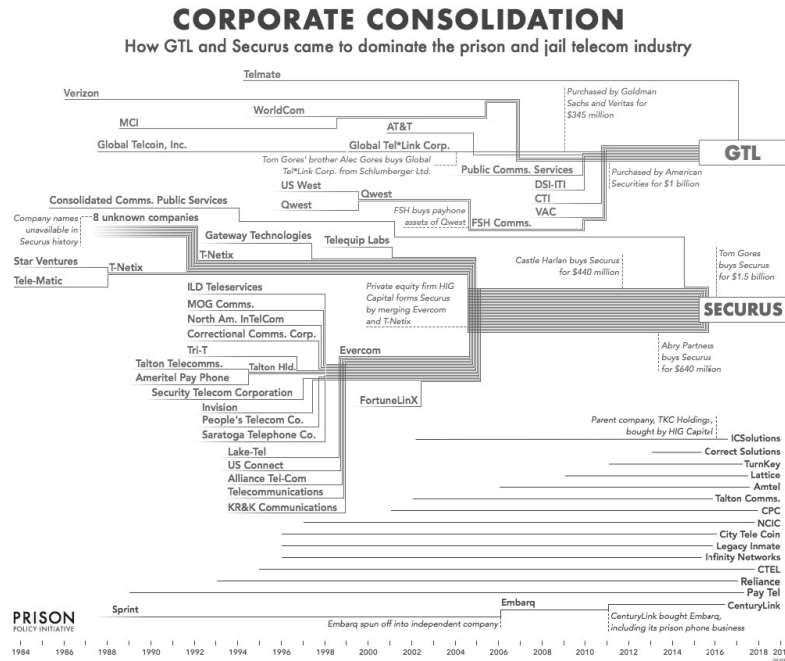 CORPORATE CONSOLIDATION
How GTL and Securus came to dominate the prison and jail telecom industry
Telmate
Verizon
WorldCom
MCI
AT&T
Global Telcoin, Inc.
Global Tel*Link Corp.
Tom Gores' brother Alec Gores buys Global
Tel*Link Corp. from Schlumberger Ltd.
Purchased by Goldman
Sachs and Veritas for
$345 million
GTL
Public Comms. Services
Purchased by American
Securities for $1 billion
DSI-ITI
CTI
VAC
US West
Qwest
Qwest
FSH buys payhone
assets of Qwest
FSH Comms.
Consolidated Comms. Public Services
Company names
unavailable in
Securus history
8 unknown companies
Gateway Technologies
T-Netix
Telequip Labs
Star Ventures
T-Netix
Tele-Matic
Castle Harlan buys Securus
for $440 million
Tom Gores
buys Securus
for $1.5 billion
Private equity firm HIG
Capital forms Securus
by merging Evercom
and T-Netix
SECURUS
Abry Partners
buys Securus
for $640 million
ILD Teleservices
MOG Comms.
North Am. InTelCom
Correctional Comms. Corp.
Tri-T
Evercom
Talton Telecomms.
Talton Hld.
Ameritel Pay Phone
Security Telecom Corporation
Invision
People's Telecom Co.
Saratoga Telephone Co.
FortuneLinX
Lake-Tel
US Connect
Alliance Tel-Com
Telecommunications
KR&K Communications
Parent company, TKC Holdings,
bought by HIG Capital
ICSolutions
Correct Solutions
TurnKey
Lattice
Amtel
Talton Comms.
CPC
NCIC
City Tele Coin
Legacy Inmate
Infinity Networks
CTEL
Reliance
Pay Tel
CenturyLink
Sprint
Embarq
Embarq spun off into independent company
CenturyLink bought Embarq,
including its prison phone business
PRISON
POLICY INITIATIVE
1984 1986 1988 1990 1992 1994 1996 1998 2000 2002 2004 2006 2008 2010 2012 2014 2016 2018